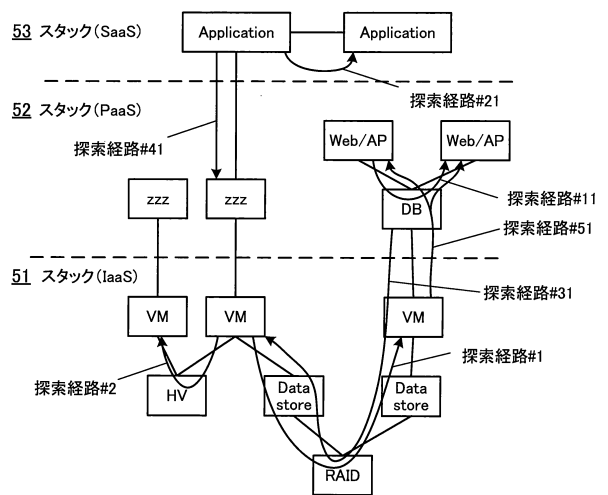 53 スタック(SaaS)
Application
Application
探索経路#21
52 スタック(PaaS)
探索経路#41
Web/AP
Web/AP
zzz
zzz
DB
探索経路#11
探索経路#51
51 スタック(IaaS)
探索経路#31
VM
VM
VM
探索経路#2
HV
Data
store
Data
store
探索経路#1
RAID